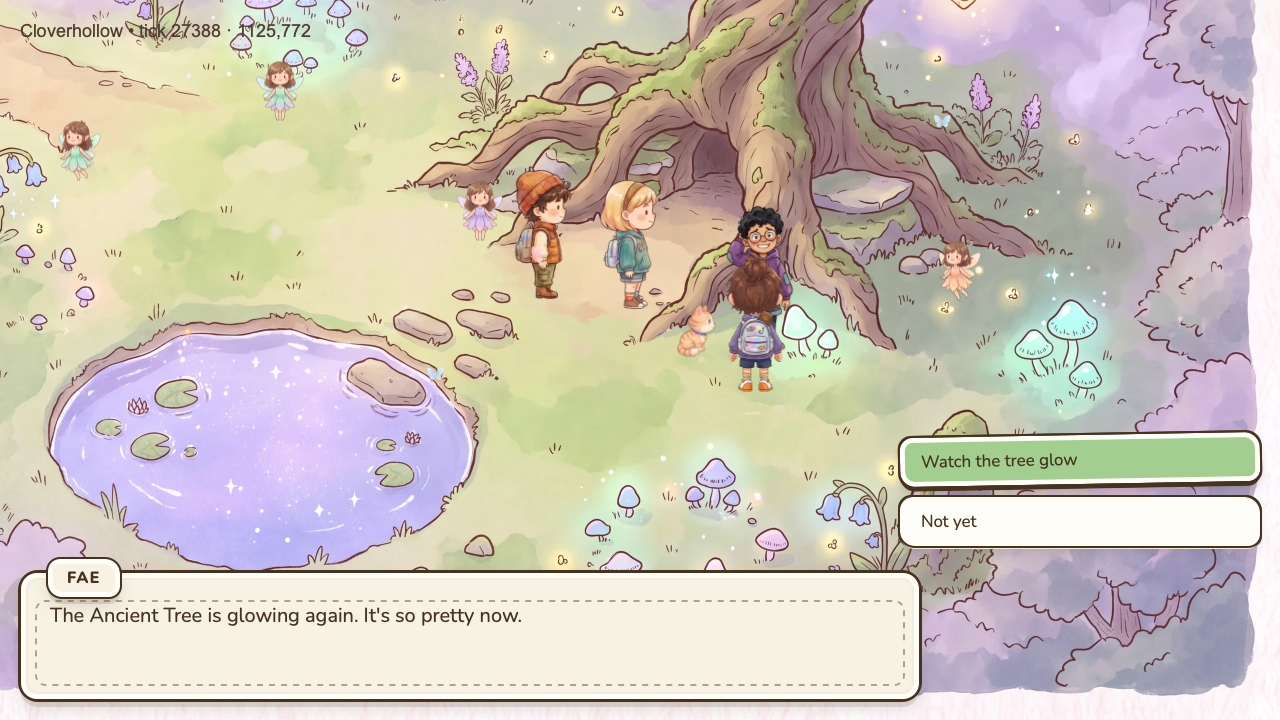 Cloverhollow • tick 27388 · 1125,772
Watch the tree glow
Not yet
FAE
The Ancient Tree is glowing again. It's so pretty now.